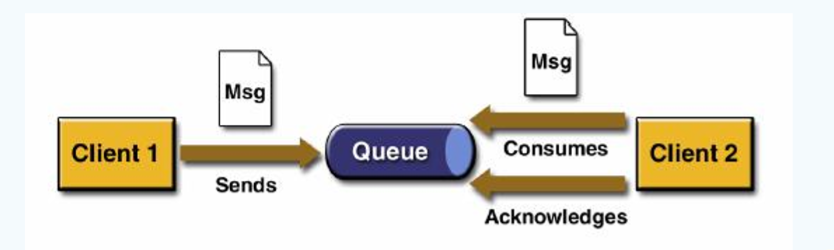 Msg
Msg
Client 1
Queue
Consumes
Client 2
Sends
Acknowledges